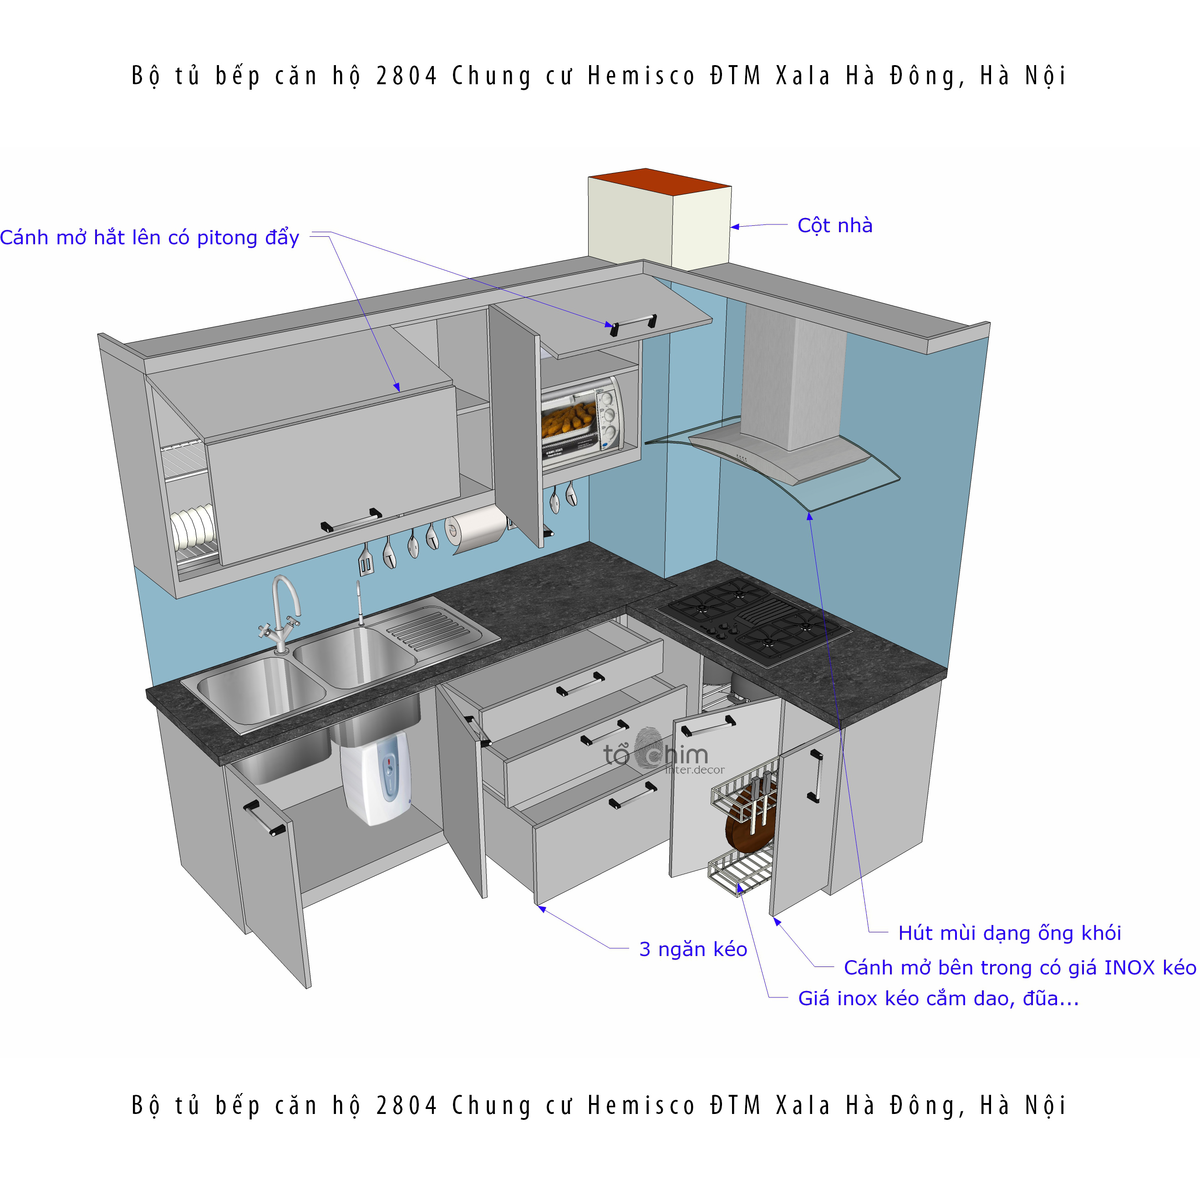 Bộ tủ bếp căn hộ 2804 Chung cư Hemisco ĐTM Xala Hà Đông, Hà Nội
Cột nhà
Cánh mở hắt lên có pitong đẩy
tổ chim
inter.decor
Hút mùi dạng ống khói
3 ngăn kéo
Cánh mở bên trong có giá INOX kéo
Giá inox kéo cắm dao, đũa...
Bộ tủ bếp căn hộ 2804 Chung cư Hemisco ĐTM Xala Hà Đông, Hà Nội